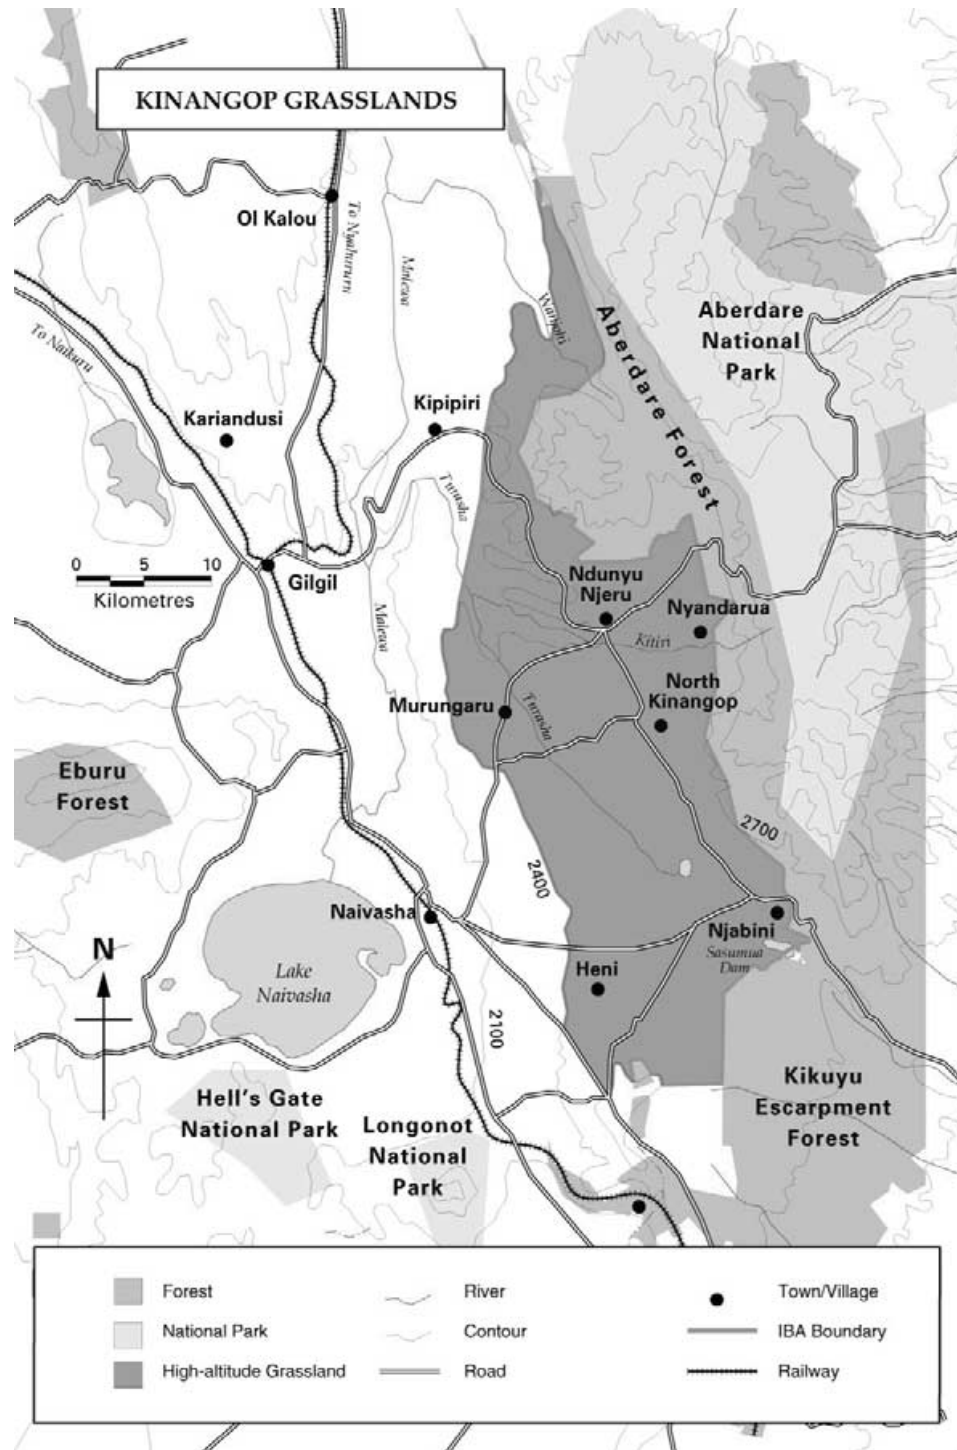 KINANGOP GRASSLANDS
Ol Kalou
To Nyahururu
Malewa
Wanjohi
Aberdare Forest
Aberdare
National
Park
To Naikuru
Kariandusi
Kipipiri
Turasha
0 5 10
Kilometres
Gilgil
Malewa
Ndunyu
Njeru
Nyandarua
Kitiri
North
Kinangop
Murungaru
Turasha
Eburu
Forest
2700
2400
Naivasha
Njabini
Sasumua
Dam
N
Lake
Naivasha
Heni
2100
Hell's Gate
National Park
Longonot
National
Park
Kikuyu
Escarpment
Forest
Forest
River
Town/Village
National Park
Contour
IBA Boundary
High-altitude Grassland
Road
Railway